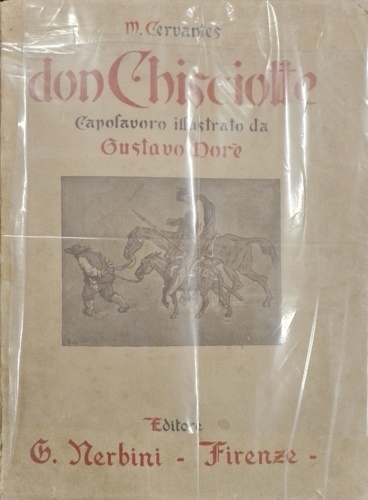 M. Cervantes
don Chisciotte
Capolavoro illustrato da
Gustavo Dorè
Editore
G. Nerbini - Firenze -